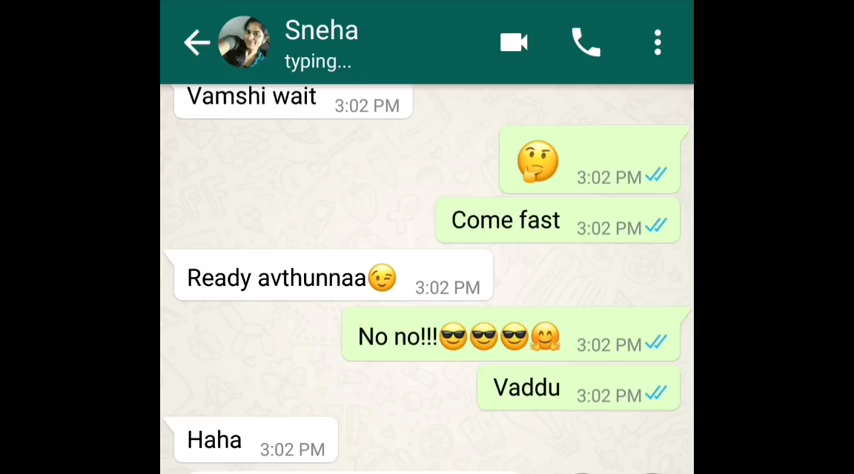 Sneha
typing...
Vamshi wait 3:02 PM
🤔 3:02 PM
Come fast 3:02 PM
Ready avthunnaa😉 3:02 PM
No no!!!😎😎😎🤗 3:02 PM
Vaddu 3:02 PM
Haha 3:02 PM